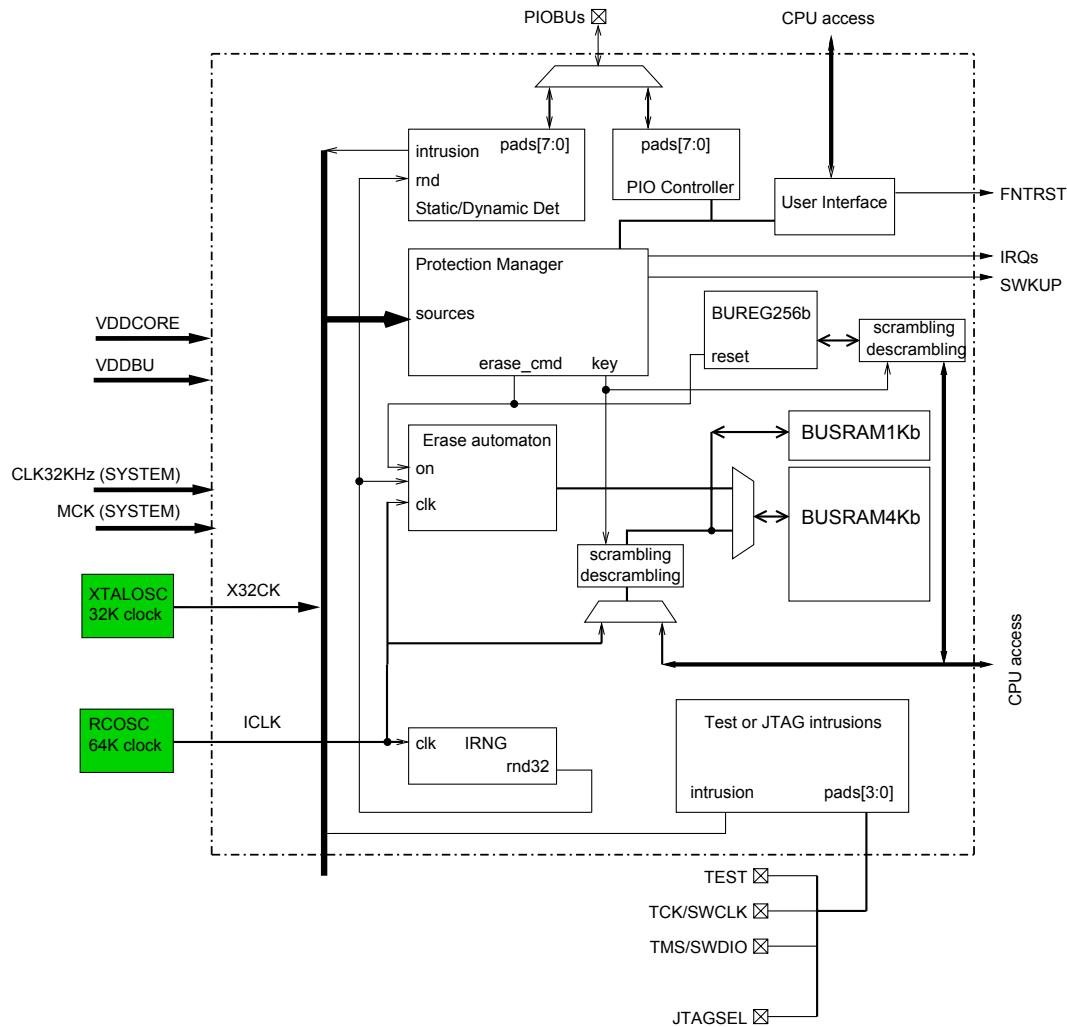 PIOBUs
CPU access
intrusion
pads[7:0]
rnd
Static/Dynamic Det
pads[7:0]
PIO Controller
User Interface
FNTRST
Protection Manager
sources
erase_cmd
key
IRQs
SWKUP
BUREG256b
reset
scrambling
descrambling
VDDCORE
VDDBU
CLK32KHz (SYSTEM)
MCK (SYSTEM)
Erase automaton
on
clk
BUSRAM1Kb
BUSRAM4Kb
scrambling
descrambling
XTALOSC
32K clock
X32CK
CPU access
RCOSC
64K clock
ICLK
clk
IRNG
rnd32
Test or JTAG intrusions
intrusion
pads[3:0]
TEST
TCK/SWCLK
TMS/SWDIO
JTAGSEL